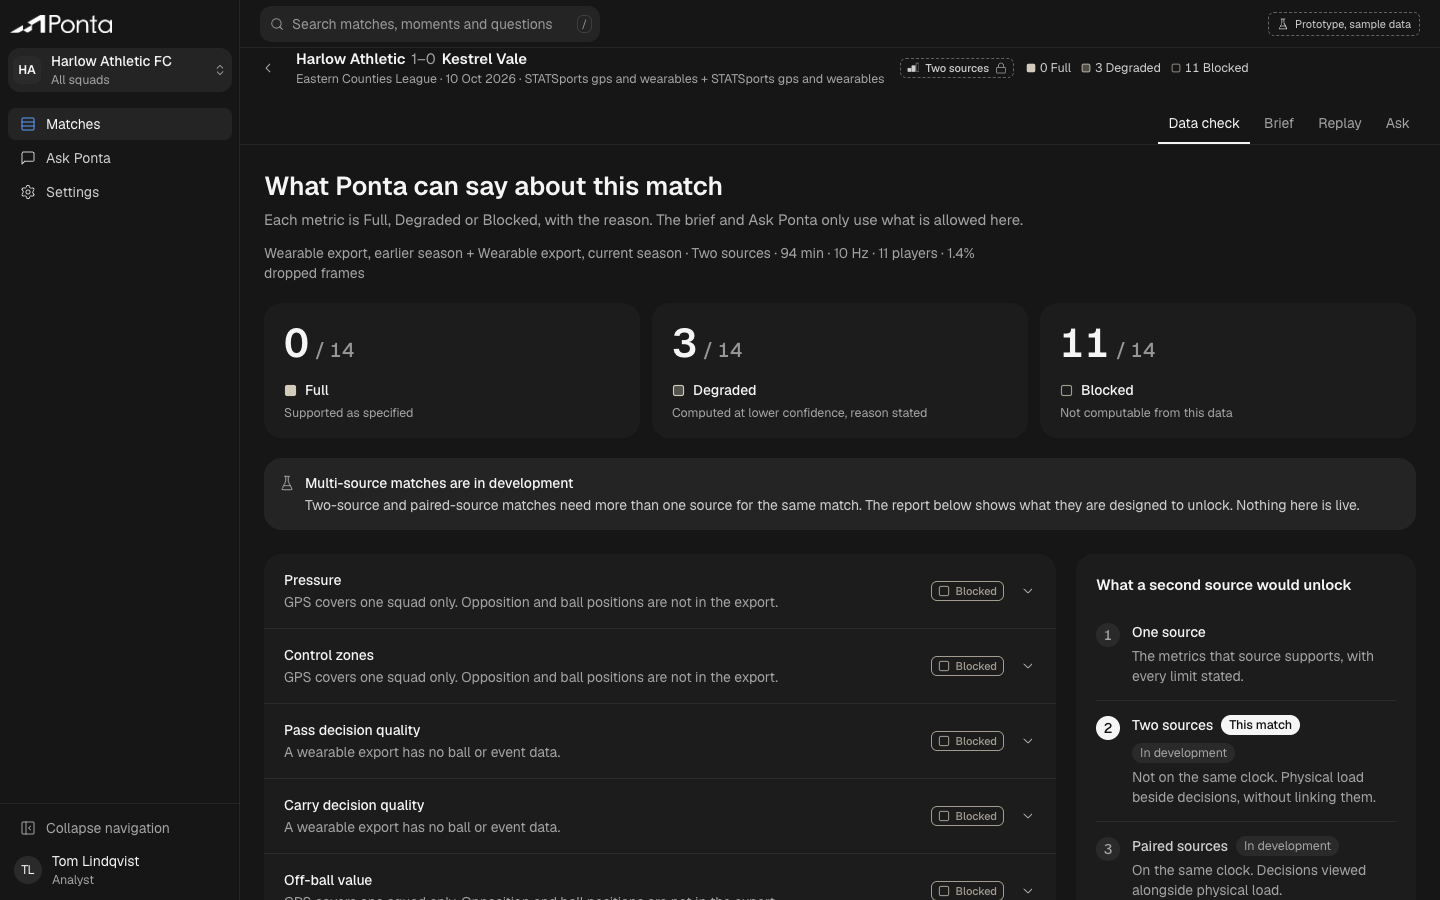 Ponta
Search matches, moments and questions
/
Prototype, sample data
HA
Harlow Athletic FC
All squads
Matches
Ask Ponta
Settings
Collapse navigation
TL
Tom Lindqvist
Analyst
Harlow Athletic 1–0 Kestrel Vale
Eastern Counties League · 10 Oct 2026 · STATSports gps and wearables + STATSports gps and wearables
Two sources
0 Full
3 Degraded
11 Blocked
Data check
Brief
Replay
Ask
What Ponta can say about this match
Each metric is Full, Degraded or Blocked, with the reason. The brief and Ask Ponta only use what is allowed here.
Wearable export, earlier season + Wearable export, current season · Two sources · 94 min · 10 Hz · 11 players · 1.4%
dropped frames
0 / 14
Full
Supported as specified
3 / 14
Degraded
Computed at lower confidence, reason stated
11 / 14
Blocked
Not computable from this data
Multi-source matches are in development
Two-source and paired-source matches need more than one source for the same match. The report below shows what they are designed to unlock. Nothing here is live.
Pressure
GPS covers one squad only. Opposition and ball positions are not in the export.
Blocked
Control zones
GPS covers one squad only. Opposition and ball positions are not in the export.
Blocked
Pass decision quality
A wearable export has no ball or event data.
Blocked
Carry decision quality
A wearable export has no ball or event data.
Blocked
Off-ball value
GPS covers one squad only. Opposition and ball positions are not in the export.
Blocked
What a second source would unlock
1
One source
The metrics that source supports, with
every limit stated.
2
Two sources
This match
In development
Not on the same clock. Physical load
beside decisions, without linking them.
3
Paired sources
In development
On the same clock. Decisions viewed
alongside physical load.